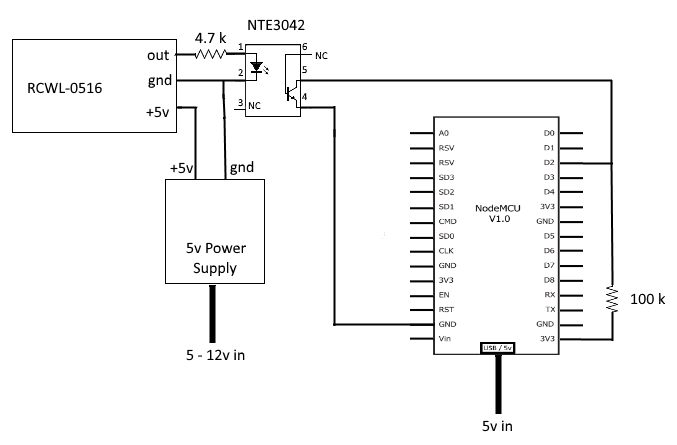 NTE3042
4.7 k
out
1
6
NC
gnd
2
5
RCWL-0516
+5v
3
NC
4
+5v
gnd
5v Power
Supply
5 - 12v in
A0
D0
RSV
D1
RSV
D2
SD3
D3
SD2
D4
SD1
3V3
NodeMCU
V1.0
CMD
GND
SD0
D5
CLK
D6
GND
D7
3V3
D8
EN
RX
RST
TX
GND
GND
Vin
3V3
USB / 5v
100 k
5v in